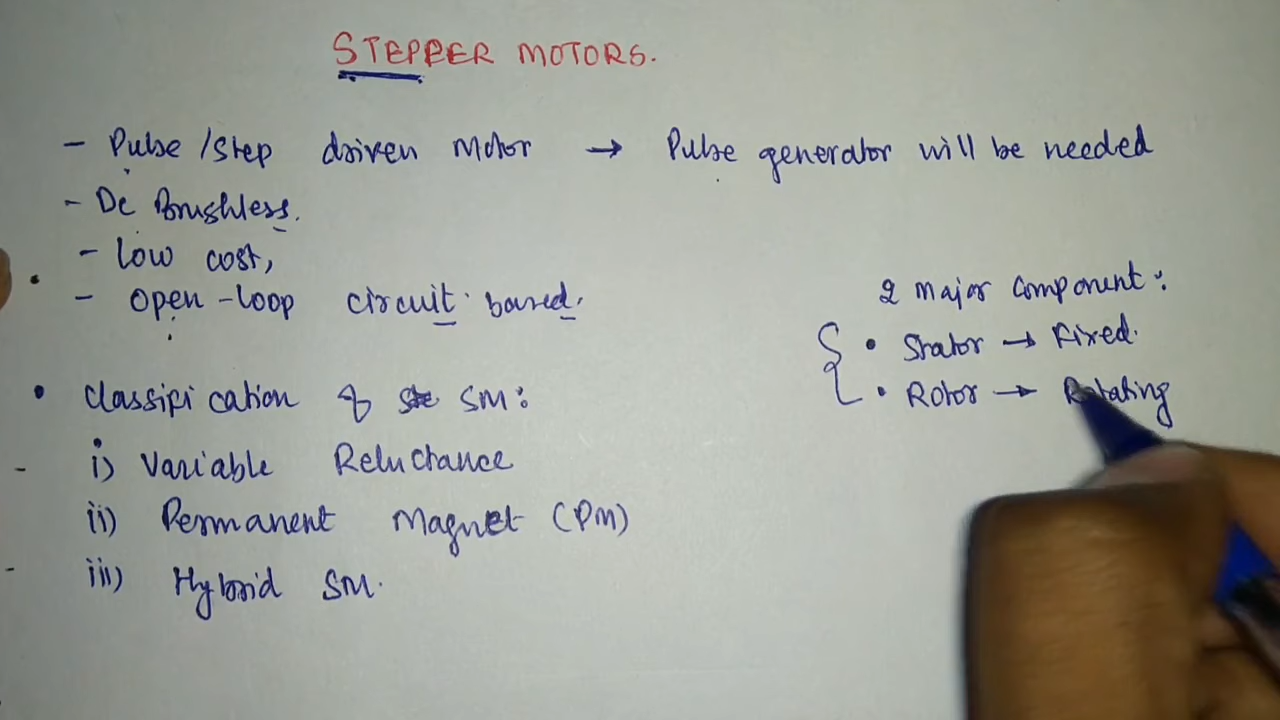 STEPPER MOTORS.
- Pulse/Step driven Motor → Pulse generator will be needed
- DC Brushless.
- Low cost,
- Open-loop circuit based.
2 Major Component:
• Stator → Fixed.
• Rotor → Rotating
• Classification of SM:
i) Variable Reluctance
ii) Permanent Magnet (PM)
iii) Hybrid SM.